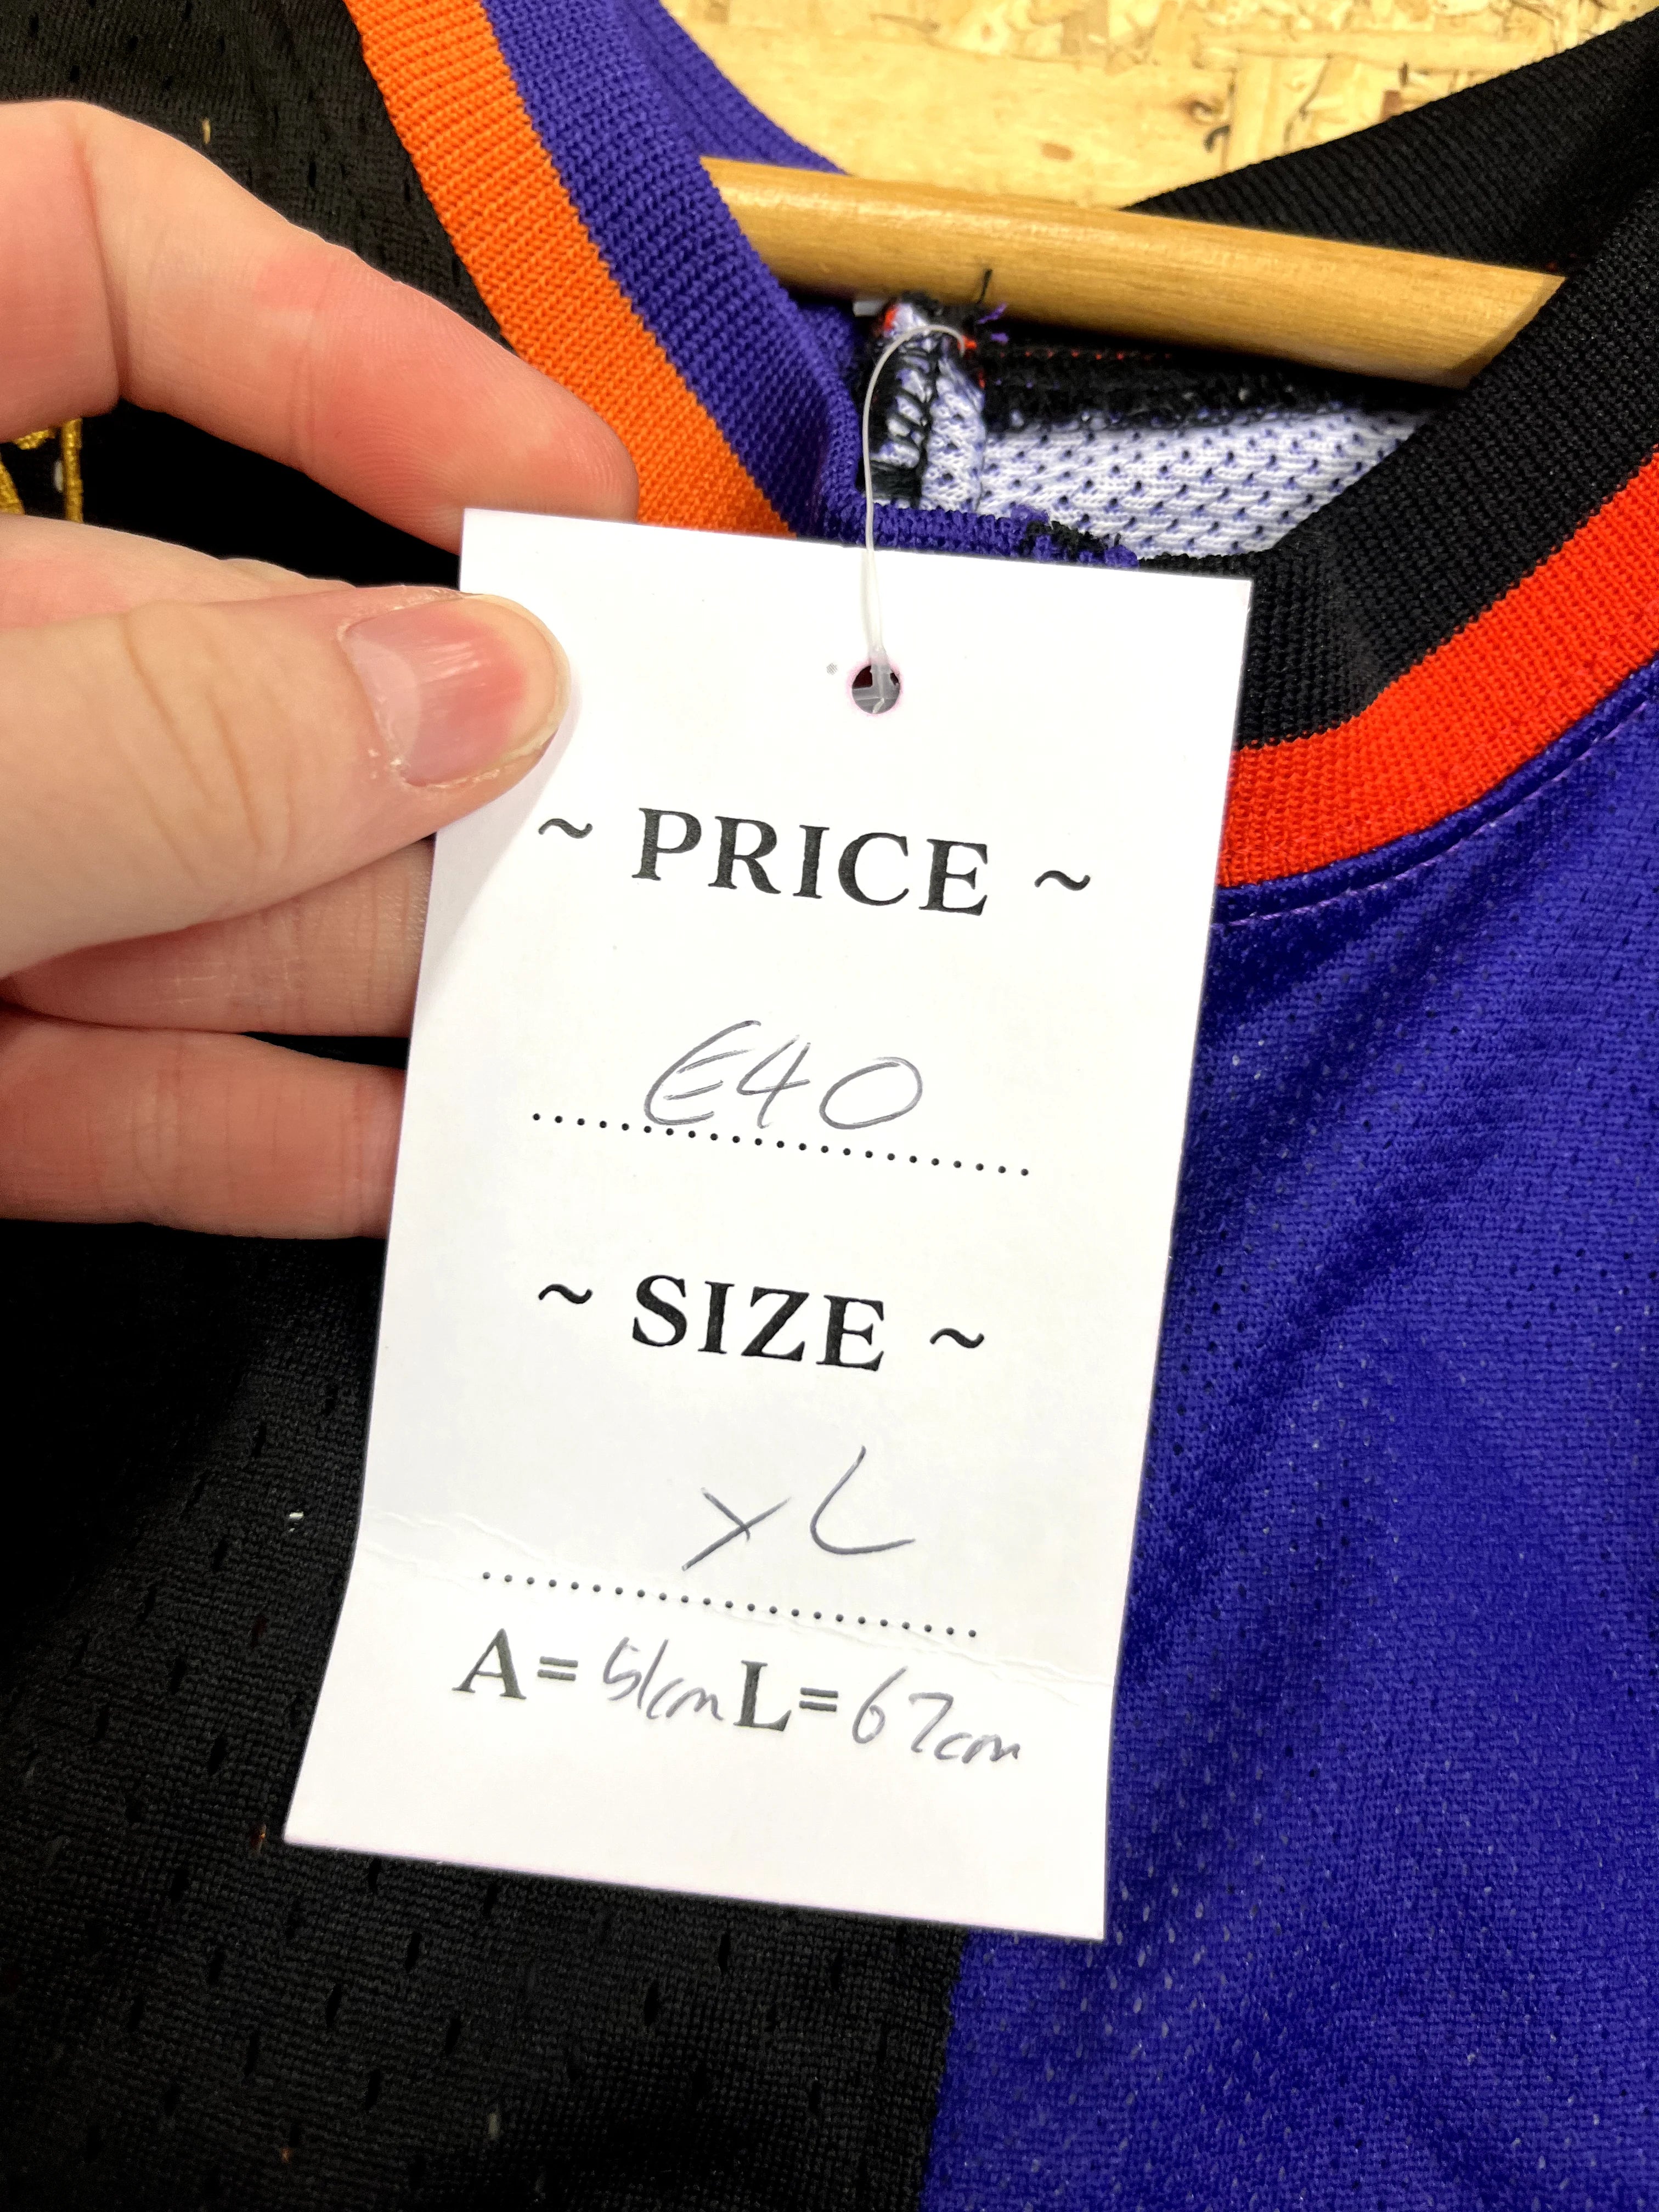 ~ PRICE ~
€40
~ SIZE ~
XL
A= 51cm L= 67cm